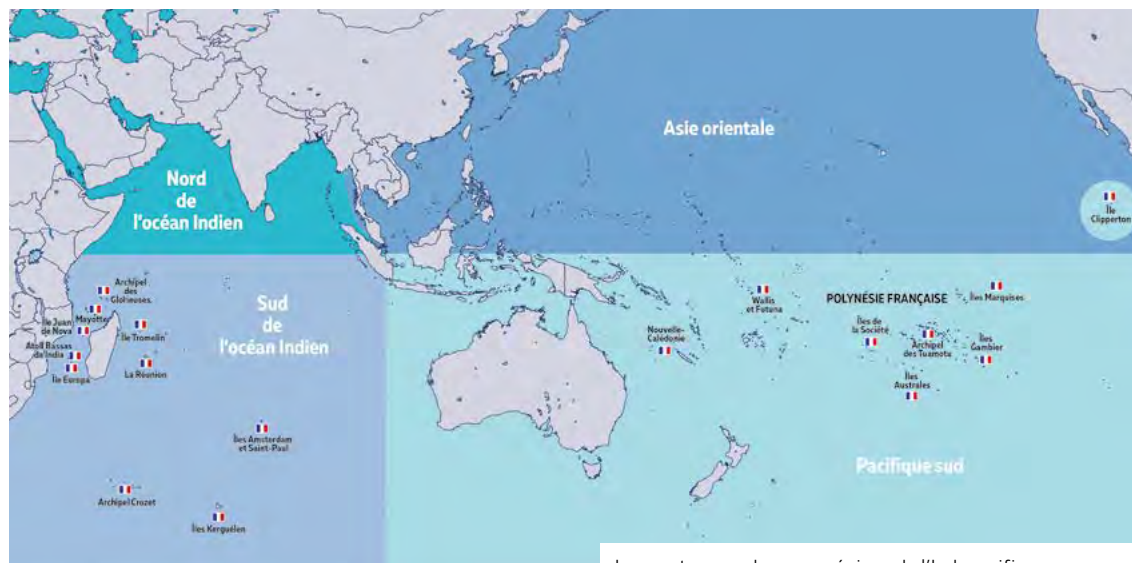 Asie orientale
Nord
de
l'océan Indien
Île
Clipperton
Archipel
des
Glorieuses
Mayotte
Île Juan
de Nova
Île Tromelin
Atoll Bassas
da India
Île Europa
La Réunion
Sud
de
l'océan Indien
Wallis
et Futuna
POLYNÉSIE FRANÇAISE
Îles Marquises
Nouvelle-
Calédonie
Îles de
la Société
Archipel
des Tuamotu
Îles
Gambier
Îles
Australes
Îles Amsterdam
et Saint-Paul
Pacifique sud
Archipel Crozet
Îles Kerguélen